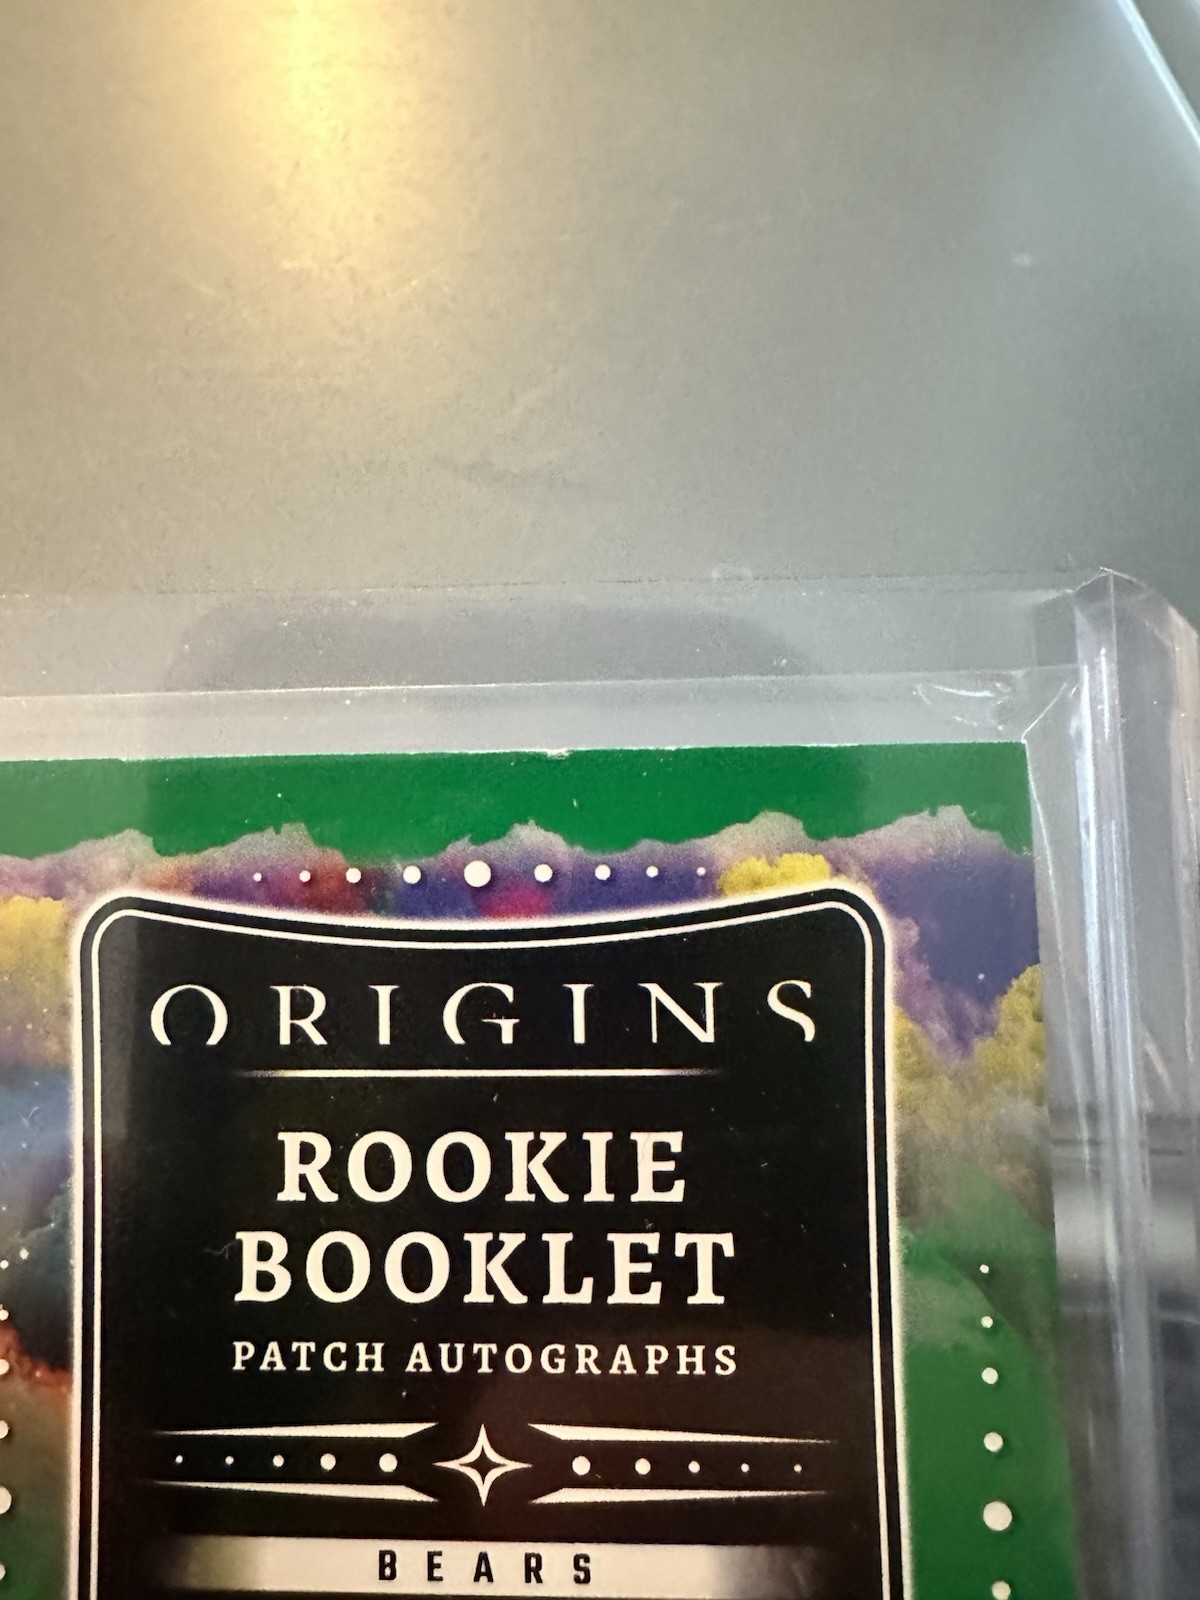 ORIGINS
ROOKIE
BOOKLET
PATCH AUTOGRAPHS
BEARS